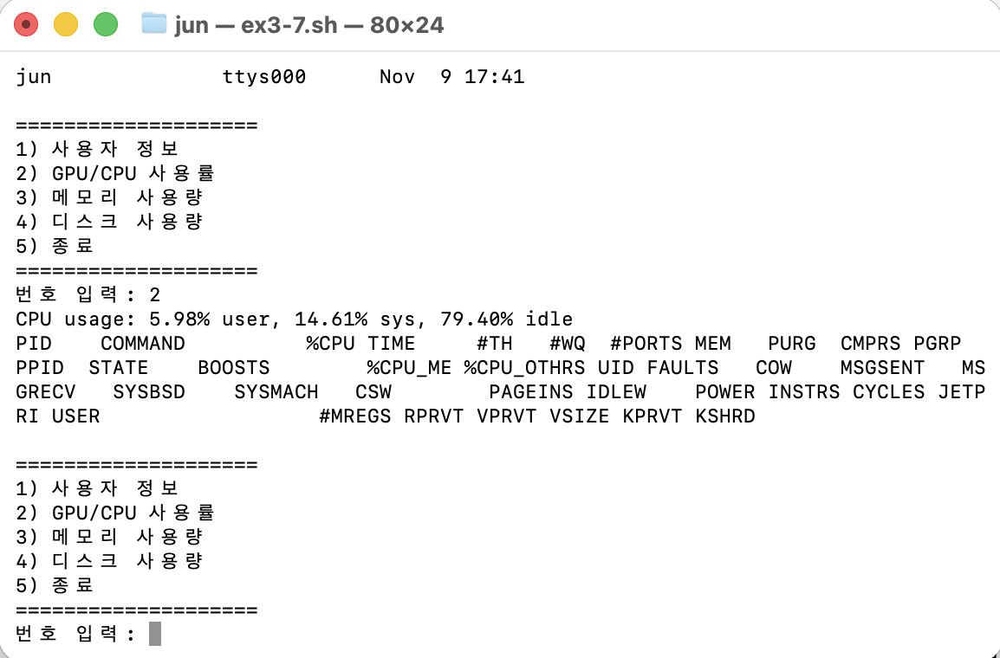 jun — ex3-7.sh — 80×24
jun              ttys000      Nov  9 17:41
====================
1) 사용자 정보
2) GPU/CPU 사용률
3) 메모리 사용량
4) 디스크 사용량
5) 종료
====================
번호 입력: 2
CPU usage: 5.98% user, 14.61% sys, 79.40% idle
PID    COMMAND          %CPU TIME     #TH   #WQ  #PORTS MEM   PURG  CMPRS PGRP
PPID  STATE    BOOSTS        %CPU_ME %CPU_OTHRS UID FAULTS   COW    MSGSENT   MS
GRECV   SYSBSD    SYSMACH   CSW        PAGEINS IDLEW    POWER INSTRS CYCLES JETP
RI USER                  #MREGS RPRVT VPRVT VSIZE KPRVT KSHRD
====================
1) 사용자 정보
2) GPU/CPU 사용률
3) 메모리 사용량
4) 디스크 사용량
5) 종료
====================
번호 입력: